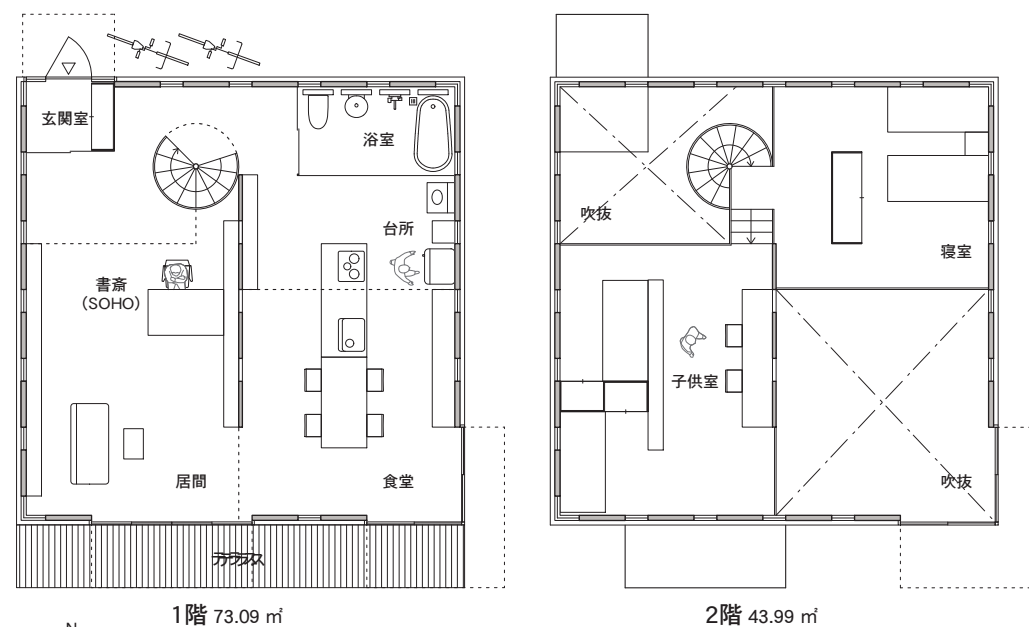 玄関室
浴室
台所
書斎
(SOHO)
居間
食堂
テラス
1階 73.09 ㎡
N
吹抜
寝室
子供室
吹抜
2階 43.99 ㎡